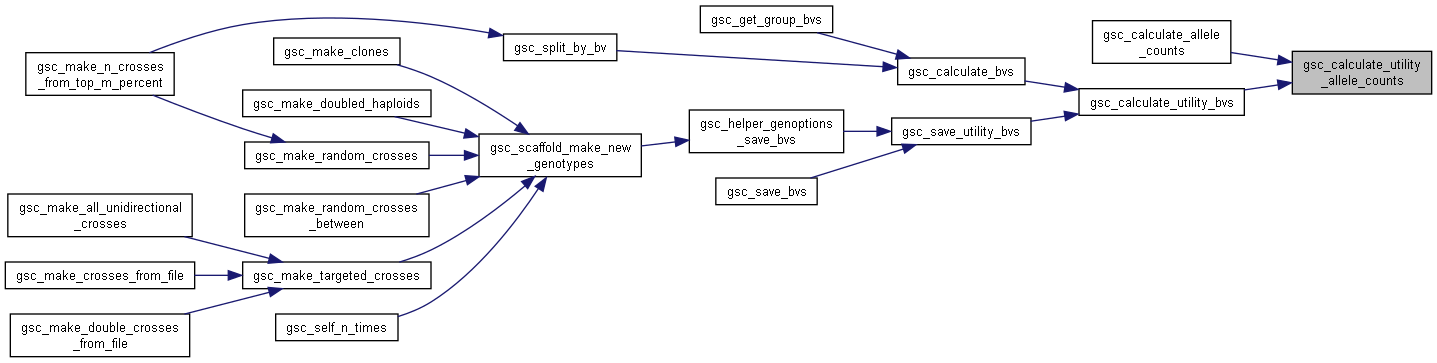 gsc_make_n_crosses
_from_top_m_percent
gsc_make_clones
gsc_make_doubled_haploids
gsc_make_random_crosses
gsc_make_random_crosses
_between
gsc_make_all_unidirectional
_crosses
gsc_make_crosses_from_file
gsc_make_double_crosses
_from_file
gsc_make_targeted_crosses
gsc_self_n_times
gsc_split_by_bv
gsc_scaffold_make_new
_genotypes
gsc_get_group_bvs
gsc_helper_genoptions
_save_bvs
gsc_save_bvs
gsc_calculate_bvs
gsc_save_utility_bvs
gsc_calculate_allele
_counts
gsc_calculate_utility_bvs
gsc_calculate_utility
_allele_counts